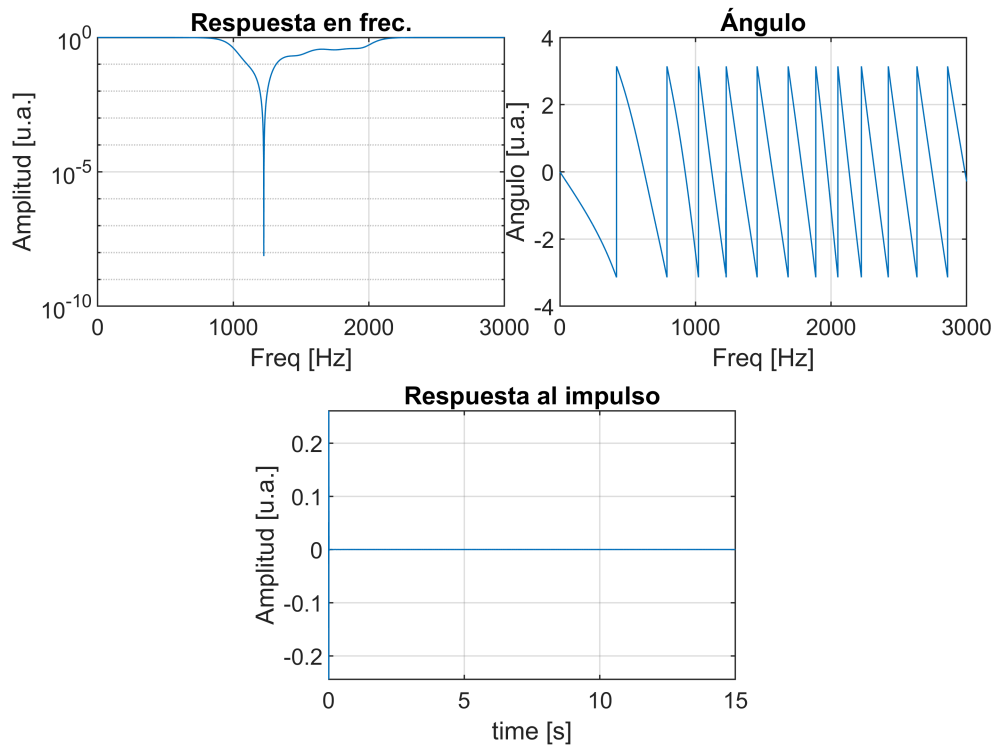 Respuesta en frec.
Amplitud [u.a.]
10^0
10^-5
10^-10
0 1000 2000 3000
Freq [Hz]
Ángulo
Angulo [u.a.]
4
2
0
-2
-4
0 1000 2000 3000
Freq [Hz]
Respuesta al impulso
Amplitud [u.a.]
0.2
0.1
0
-0.1
-0.2
0 5 10 15
time [s]